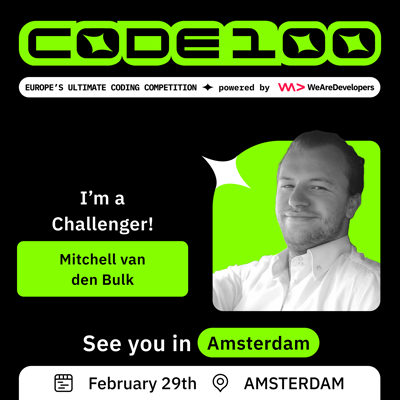 CODE100
EUROPE'S ULTIMATE CODING COMPETITION powered by WeAreDevelopers
I'm a
Challenger!
Mitchell van
den Bulk
See you in Amsterdam
February 29th AMSTERDAM